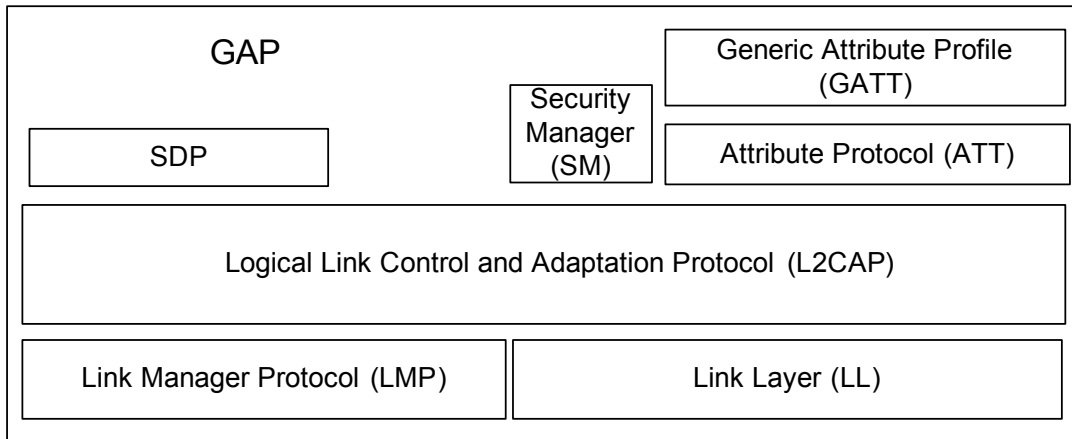 GAP
Generic Attribute Profile
(GATT)
Security
Manager
(SM)
SDP
Attribute Protocol (ATT)
Logical Link Control and Adaptation Protocol (L2CAP)
Link Manager Protocol (LMP)
Link Layer (LL)